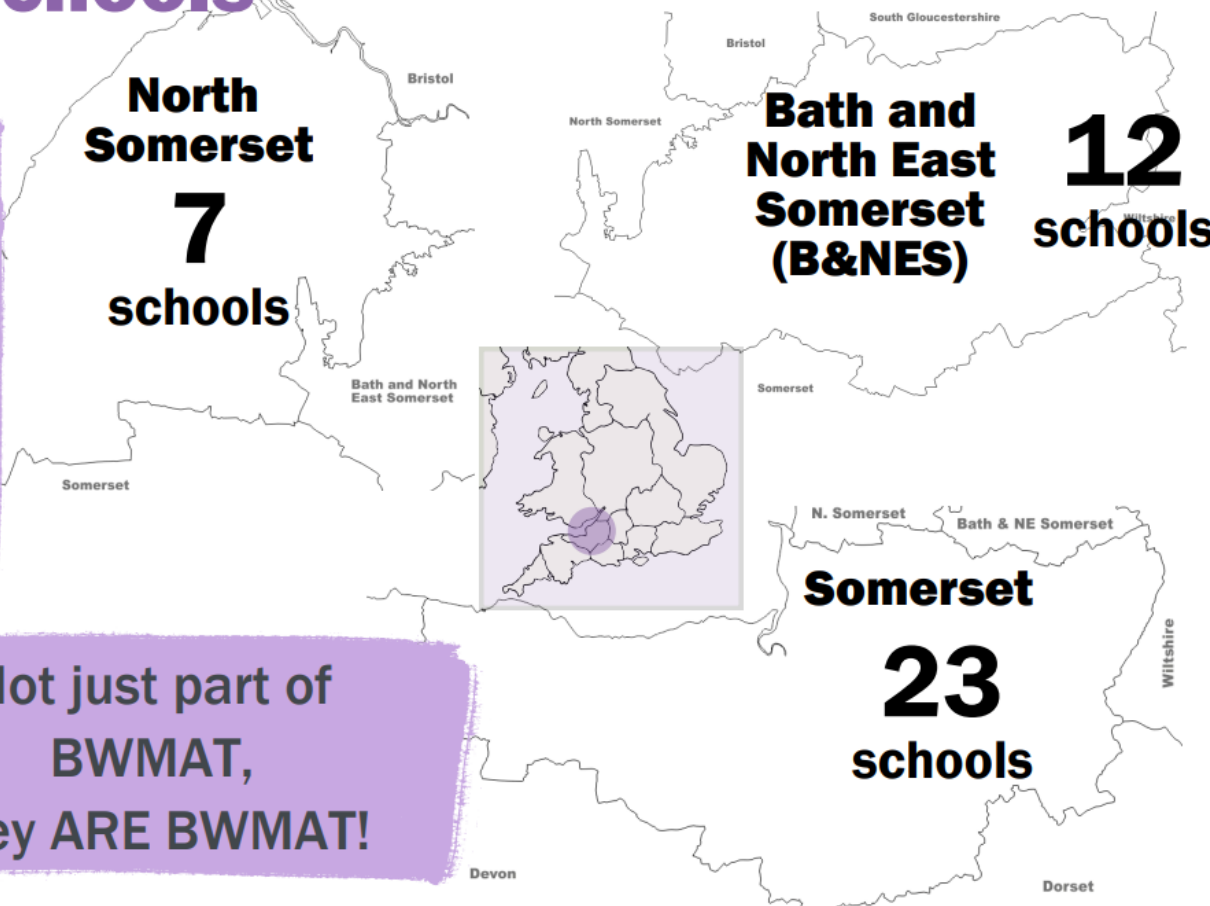 chools
Bristol
North
Somerset
7
schools
Bath and North
East Somerset
Somerset
South Gloucestershire
Bristol
North Somerset
Bath and
North East
Somerset
(B&NES)
12
schools
Wiltshire
Somerset
N. Somerset
Bath & NE Somerset
Somerset
23
schools
Wiltshire
Devon
Dorset
lot just part of
BWMAT,
ey ARE BWMAT!